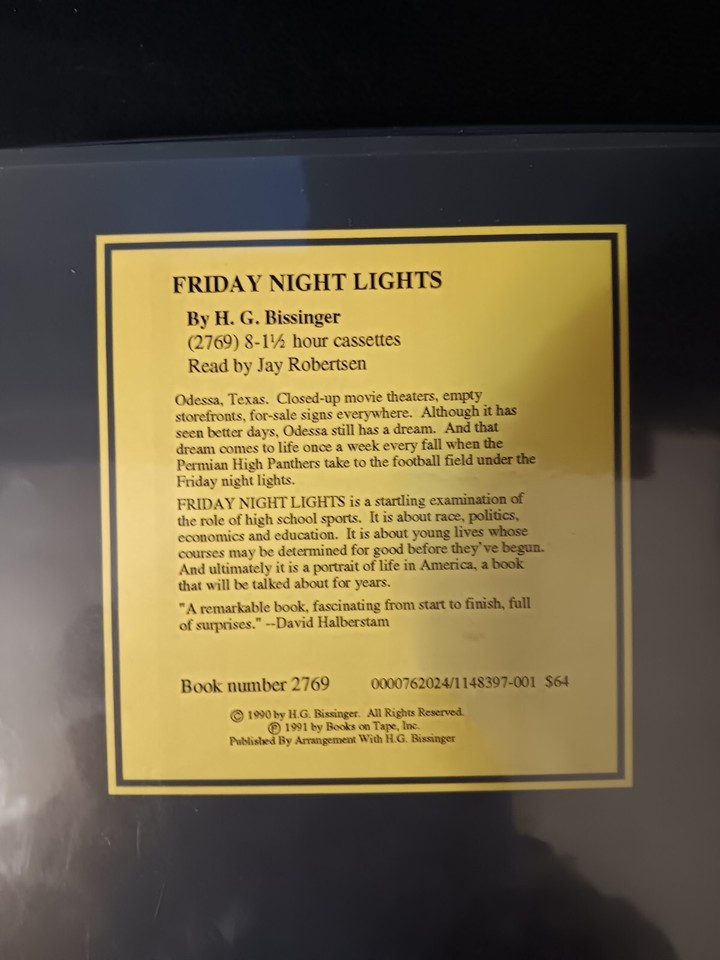 FRIDAY NIGHT LIGHTS
By H. G. Bissinger
(2769) 8-1½ hour cassettes
Read by Jay Robertsen
Odessa, Texas. Closed-up movie theaters, empty
storefronts, for-sale signs everywhere. Although it has
seen better days, Odessa still has a dream. And that
dream comes to life once a week every fall when the
Permian High Panthers take to the football field under the
Friday night lights.
FRIDAY NIGHT LIGHTS is a startling examination of
the role of high school sports. It is about race, politics,
economics and education. It is about young lives whose
courses may be determined for good before they've begun.
And ultimately it is a portrait of life in America, a book
that will be talked about for years.
"A remarkable book, fascinating from start to finish, full
of surprises." --David Halberstam
Book number 2769 0000762024/1148397-001 $64
© 1990 by H.G. Bissinger. All Rights Reserved.
℗ 1991 by Books on Tape, Inc.
Published By Arrangement With H.G. Bissinger